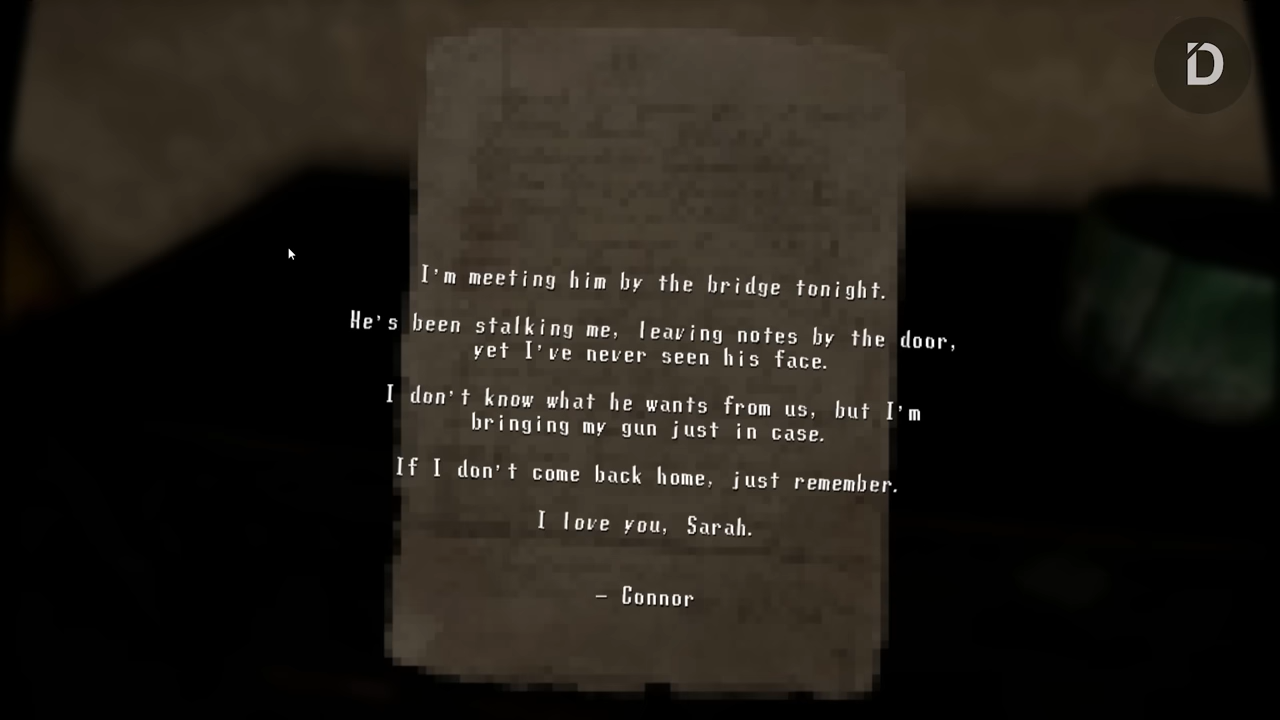 D
I'm meeting him by the bridge tonight.
He's been stalking me, leaving notes by the door,
yet I've never seen his face.
I don't know what he wants from us, but I'm
bringing my gun just in case.
If I don't come back home, just remember.
I love you, Sarah.
– Connor